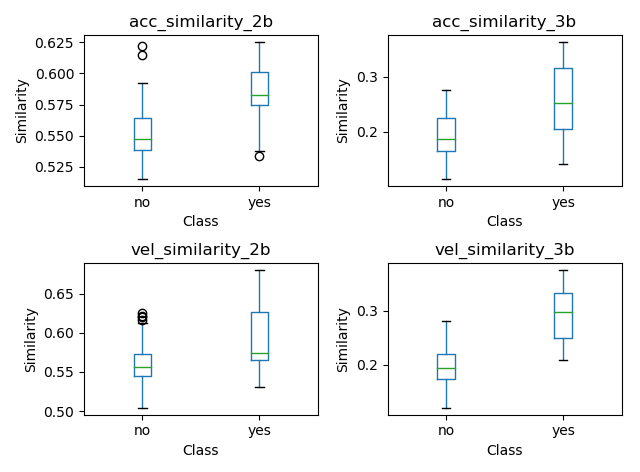 acc_similarity_2b
Similarity
0.625
0.600
0.575
0.550
0.525
no
yes
Class
acc_similarity_3b
Similarity
0.3
0.2
no
yes
Class
vel_similarity_2b
Similarity
0.65
0.60
0.55
0.50
no
yes
Class
vel_similarity_3b
Similarity
0.3
0.2
no
yes
Class